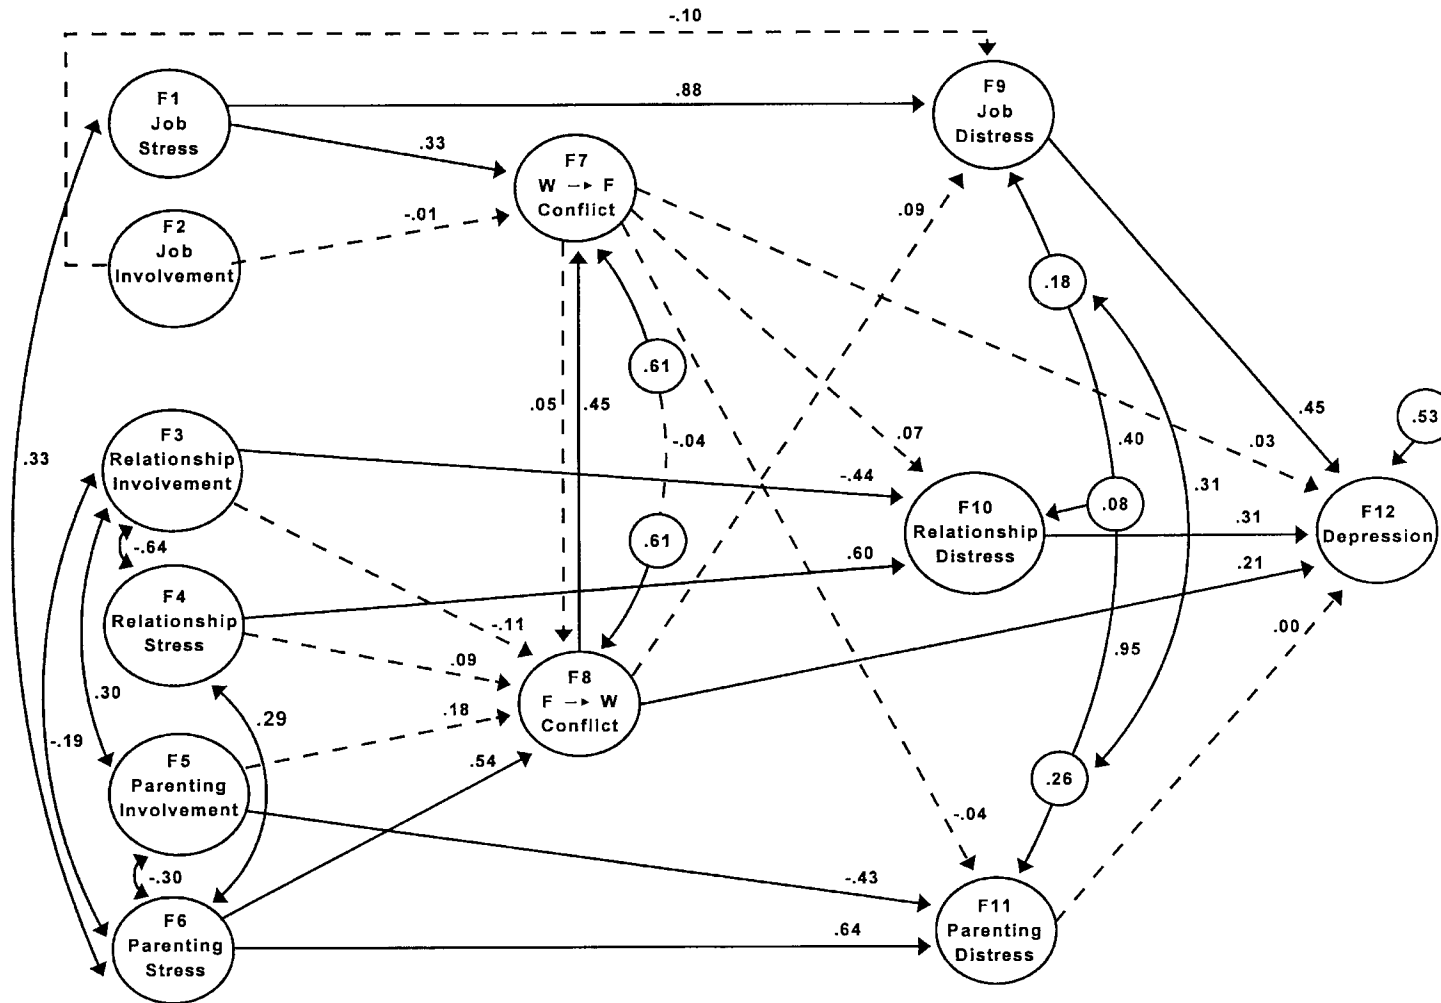 -.10
F1
Job
Stress
.88
F9
Job
Distress
.33
F7
W → F
Conflict
-.01
F2
Job
Involvement
.09
.18
.61
.05
.45
-.04
.07
.03
.40
.45
.53
.33
F3
Relationship
Involvement
-.44
.31
F10
Relationship
Distress
.08
.31
F12
Depression
-.64
.61
.60
.21
F4
Relationship
Stress
-.11
.09
.00
.95
.30
.29
.18
F8
F → W
Conflict
-.19
.54
F5
Parenting
Involvement
.26
-.04
-.30
-.43
F6
Parenting
Stress
.64
F11
Parenting
Distress